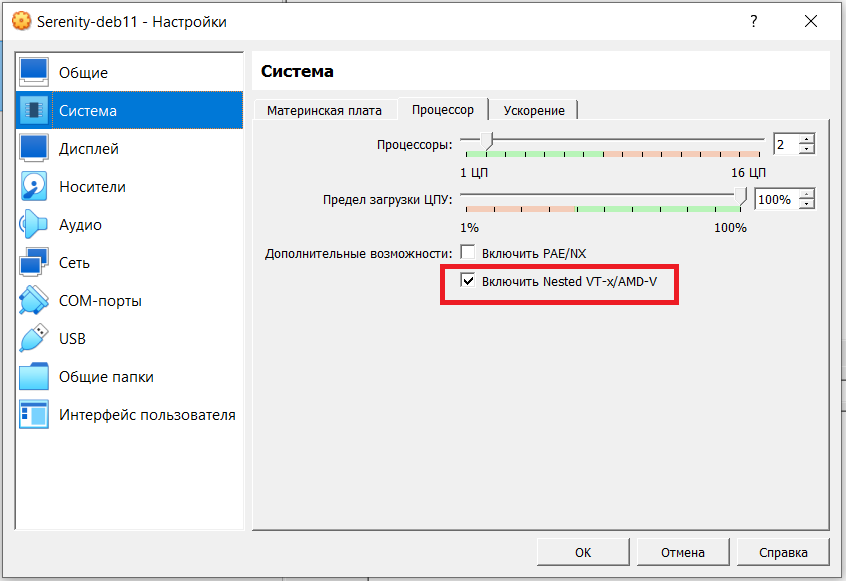 Serenity-deb11 - Настройки
?
Общие
Система
Дисплей
Носители
Аудио
Сеть
COM-порты
USB
Общие папки
Интерфейс пользователя
Система
Материнская плата Процессор Ускорение
Процессоры: 2
1 ЦП 16 ЦП
Предел загрузки ЦПУ: 100%
1% 100%
Дополнительные возможности: Включить PAE/NX
Включить Nested VT-x/AMD-V
OK Отмена Справка